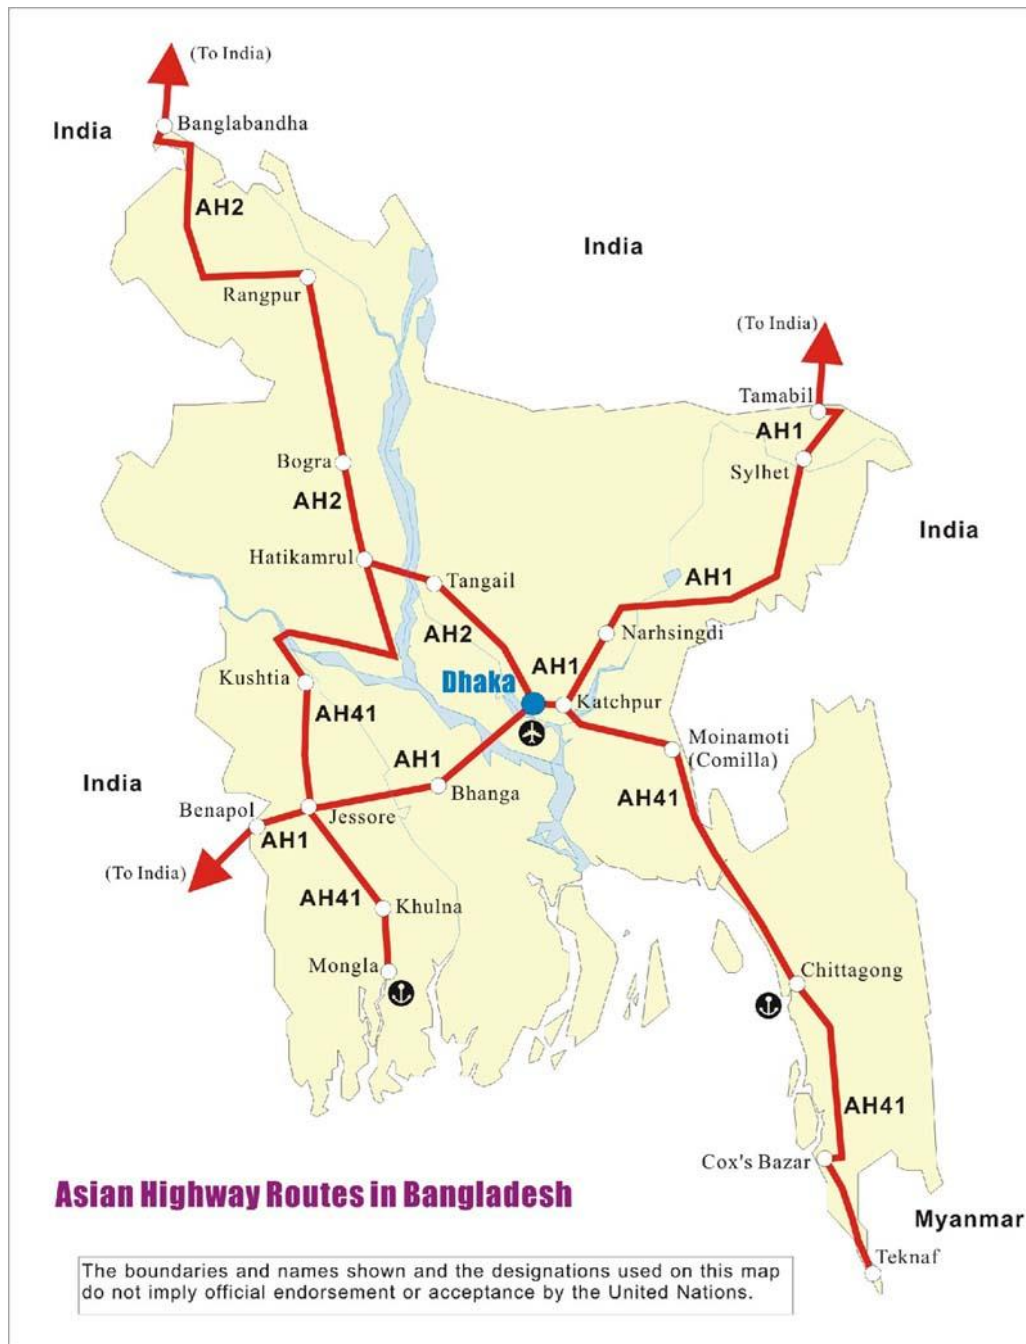 (To India)
India
Banglabandha
AH2
India
Rangpur
(To India)
Tamabil
AH1
Bogra
Sylhet
AH2
India
Hatikamrul
Tangail
AH1
AH2
Narhsingdi
AH1
Kushtia
Dhaka
Katchpur
AH41
Moinamoti
(Comilla)
AH1
India
Bhanga
AH41
Benapol
Jessore
AH1
(To India)
AH41
Khulna
Mongla
Chittagong
AH41
Cox's Bazar
Asian Highway Routes in Bangladesh
Myanmar
Teknaf
The boundaries and names shown and the designations used on this map
do not imply official endorsement or acceptance by the United Nations.